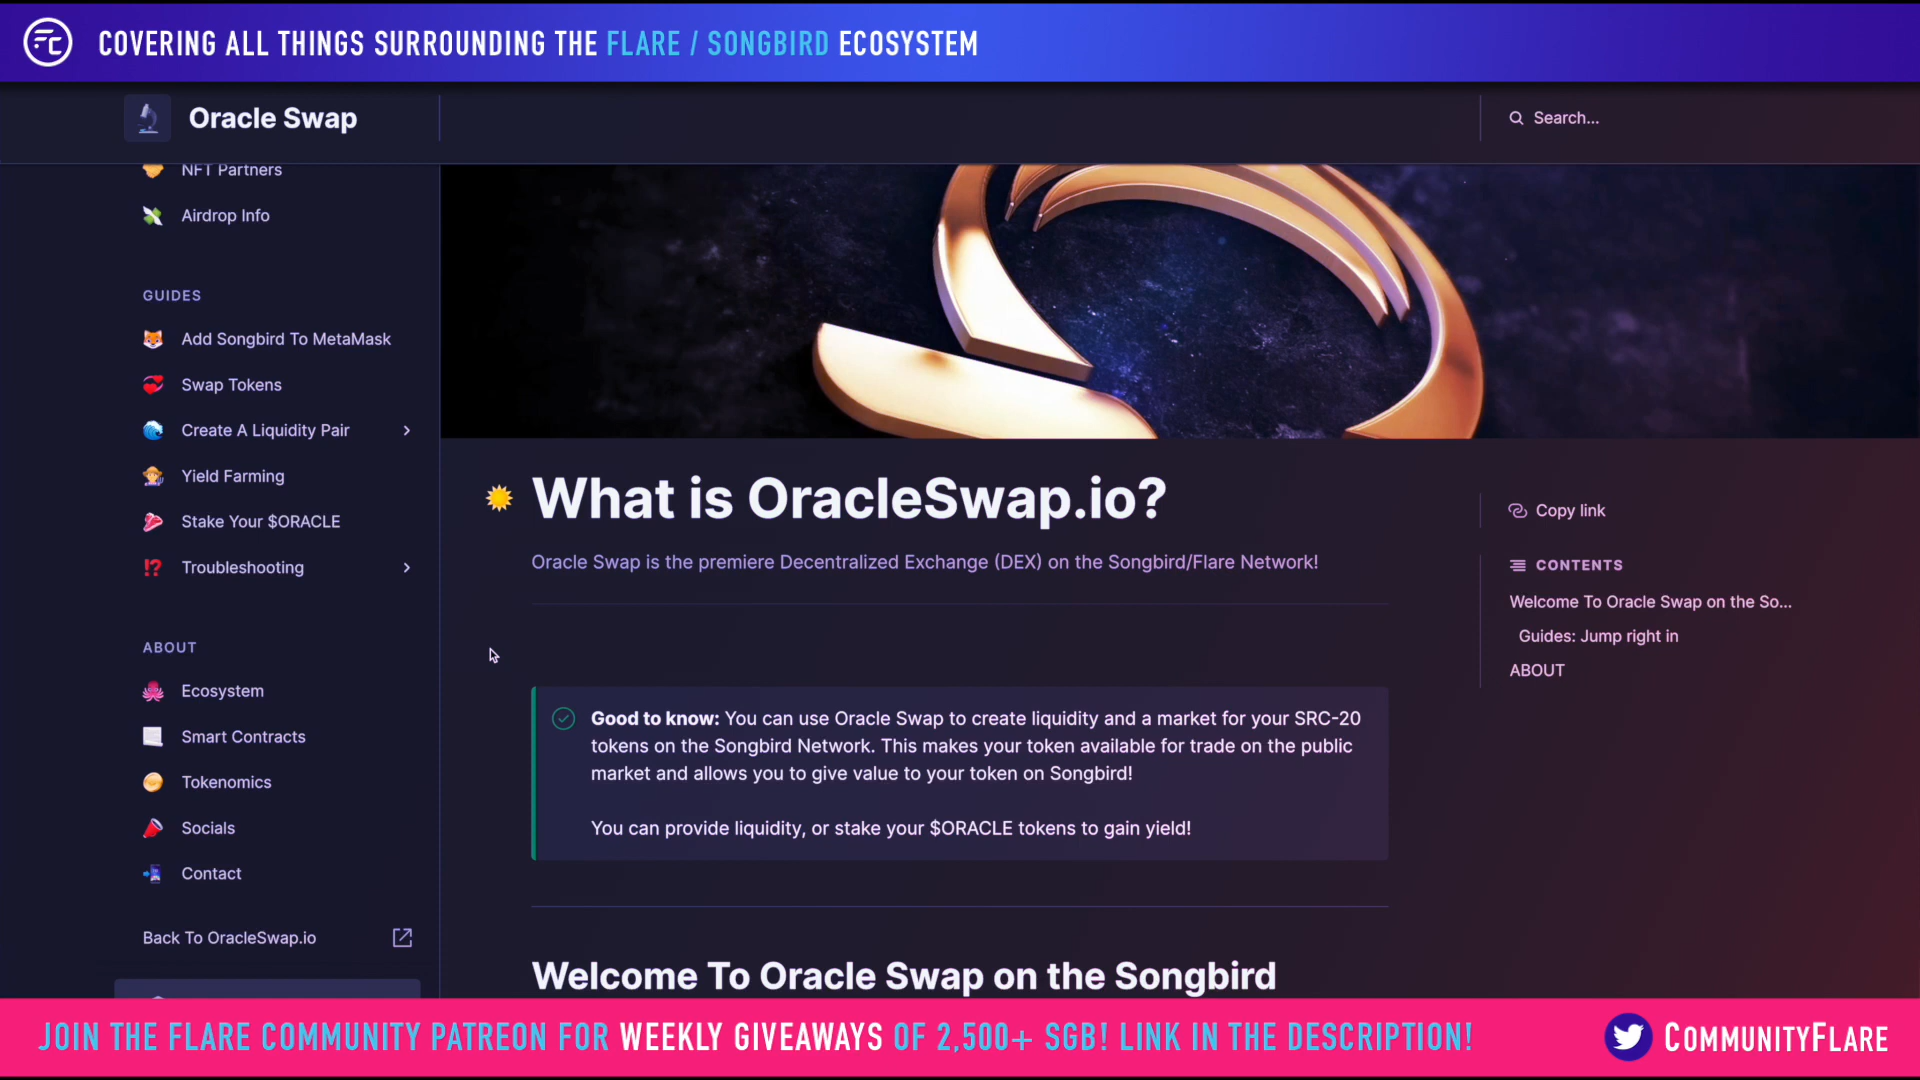 COVERING ALL THINGS SURROUNDING THE FLARE / SONGBIRD ECOSYSTEM
Oracle Swap
Search...
NFT Partners
Airdrop Info
GUIDES
Add Songbird To MetaMask
Swap Tokens
Create A Liquidity Pair
Yield Farming
Stake Your $ORACLE
Troubleshooting
ABOUT
Ecosystem
Smart Contracts
Tokenomics
Socials
Contact
Back To OracleSwap.io
What is OracleSwap.io?
Oracle Swap is the premiere Decentralized Exchange (DEX) on the Songbird/Flare Network!
Good to know: You can use Oracle Swap to create liquidity and a market for your SRC-20
tokens on the Songbird Network. This makes your token available for trade on the public
market and allows you to give value to your token on Songbird!
You can provide liquidity, or stake your $ORACLE tokens to gain yield!
Welcome To Oracle Swap on the Songbird
Copy link
CONTENTS
Welcome To Oracle Swap on the So...
Guides: Jump right in
ABOUT
JOIN THE FLARE COMMUNITY PATREON FOR WEEKLY GIVEAWAYS OF 2,500+ SGB! LINK IN THE DESCRIPTION!
COMMUNITYFLARE